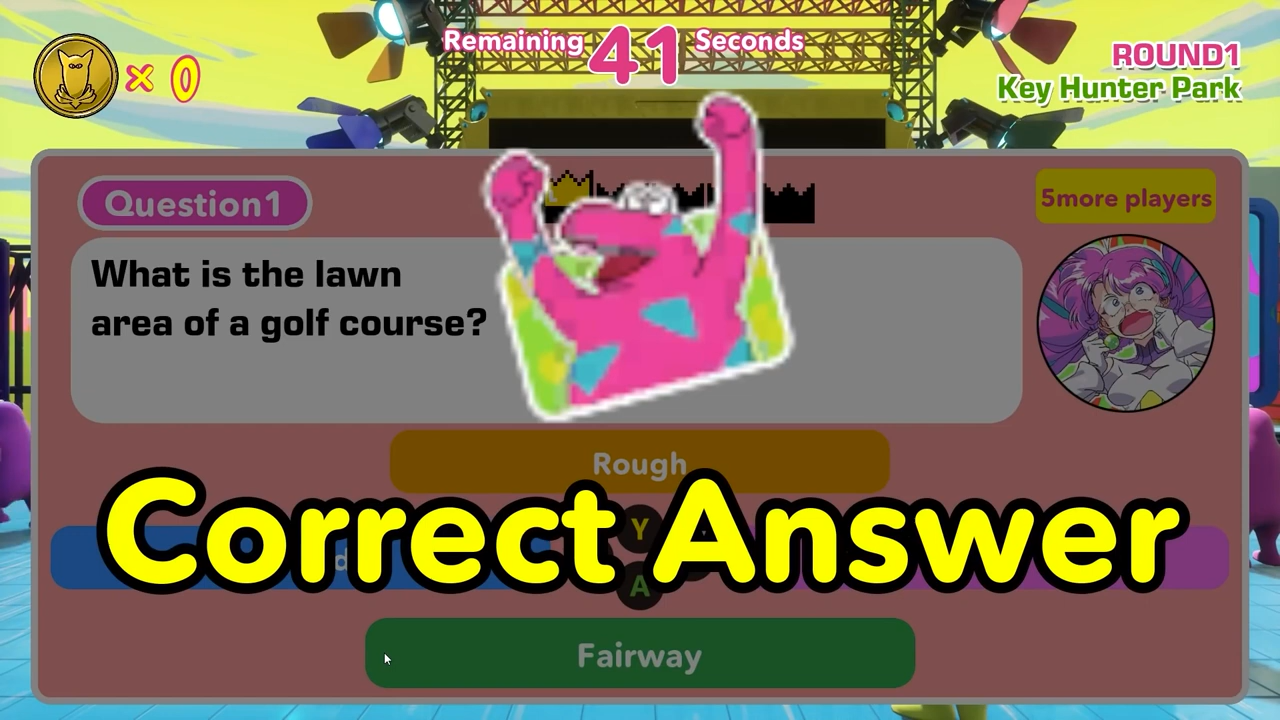 Remaining 41 Seconds
× 0
ROUND1
Key Hunter Park
Question1
5more players
What is the lawn
area of a golf course?
Rough
Correct Answer
Y
A
Fairway